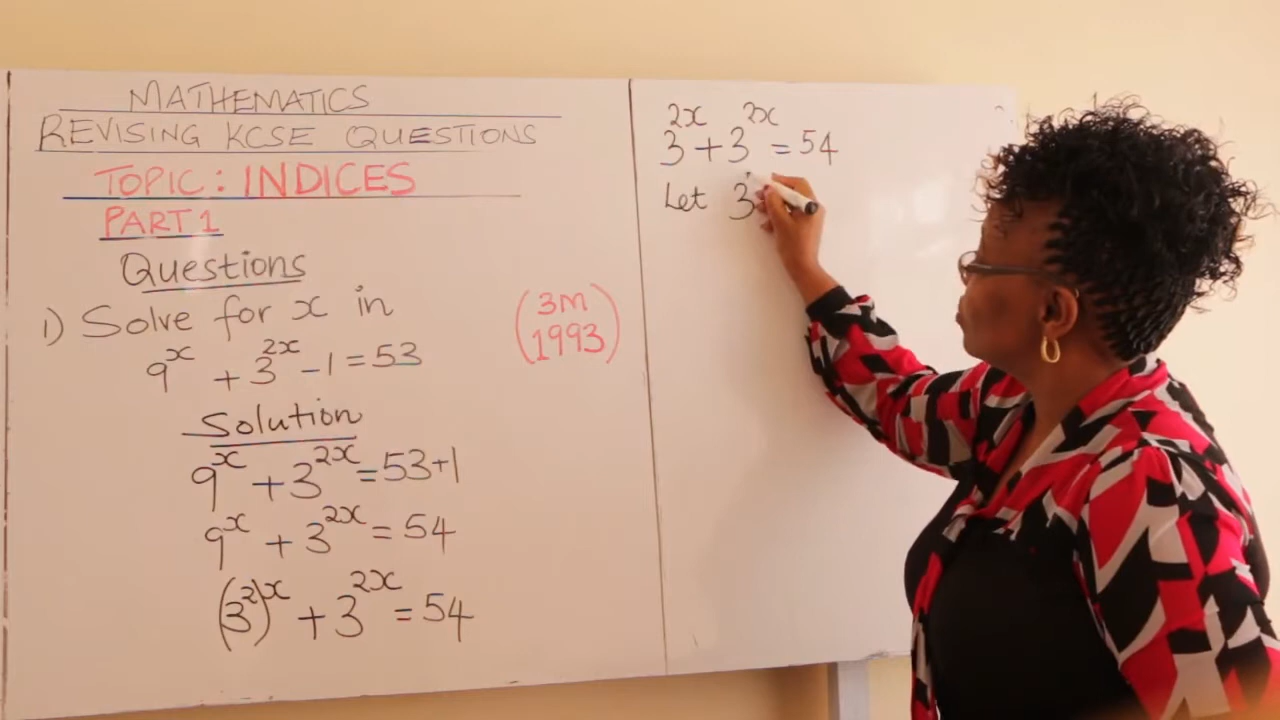 MATHEMATICS
REVISING KCSE QUESTIONS
TOPIC: INDICES
PART 1
Questions
1) Solve for x in
9^x + 3^2x - 1 = 53
(3M
1993)
Solution
9^x + 3^2x = 53+1
9^x + 3^2x = 54
(3^2)^x + 3^2x = 54
3^2x + 3^2x = 54
Let 3